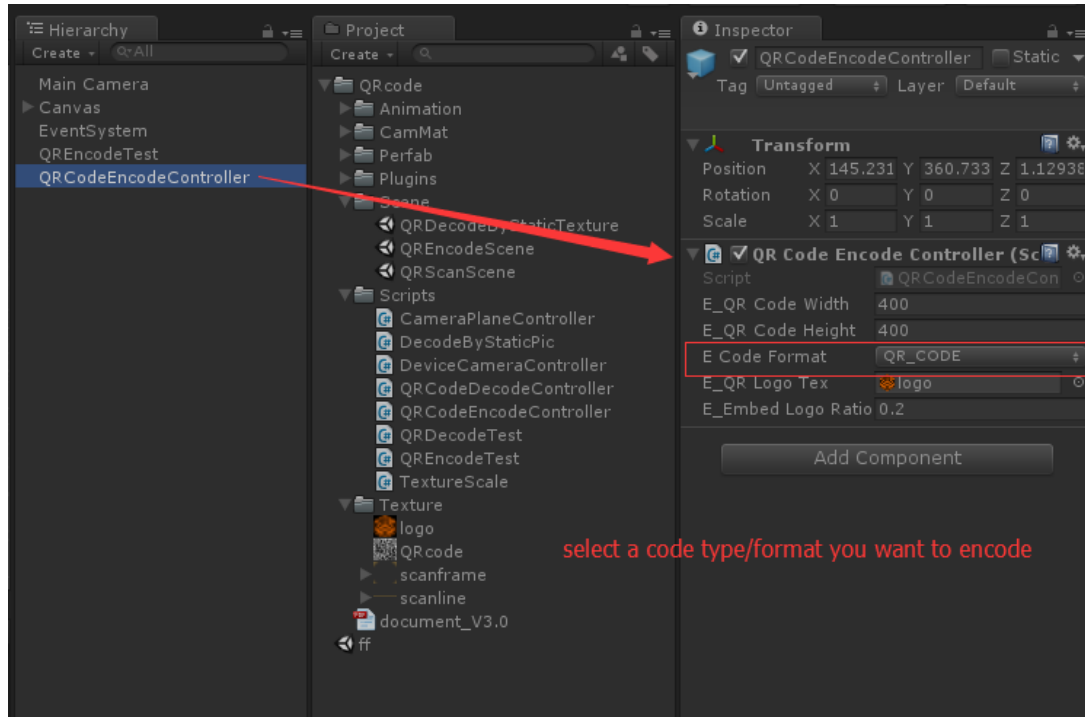 Hierarchy
Create
All
Main Camera
Canvas
EventSystem
QREncodeTest
QRCodeEncodeController
Project
Create
QRcode
Animation
CamMat
Perfab
Plugins
Scene
QRDecodeByStaticTexture
QREncodeScene
QRScanScene
Scripts
CameraPlaneController
DecodeByStaticPic
DeviceCameraController
QRCodeDecodeController
QRCodeEncodeController
QRDecodeTest
QREncodeTest
TextureScale
Texture
logo
QRcode
scanframe
scanline
document_V3.0
ff
Inspector
QRCodeEncodeController Static
Tag Untagged Layer Default
Transform
Position X 145.231 Y 360.733 Z 1.12938
Rotation X 0 Y 0 Z 0
Scale X 1 Y 1 Z 1
QR Code Encode Controller (Sc
Script QRCodeEncodeCon
E_QR Code Width 400
E_QR Code Height 400
E Code Format QR_CODE
E_QR Logo Tex logo
E_Embed Logo Ratio 0.2
Add Component
select a code type/format you want to encode